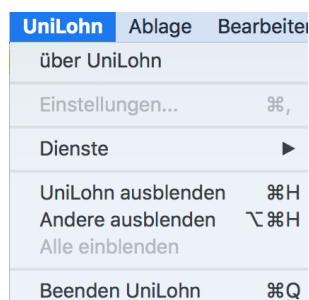 UniLohn Ablage Bearbeiten
über UniLohn
Einstellungen... ⌘,
Dienste ▶
UniLohn ausblenden ⌘H
Andere ausblenden ⌥⌘H
Alle einblenden
Beenden UniLohn ⌘Q